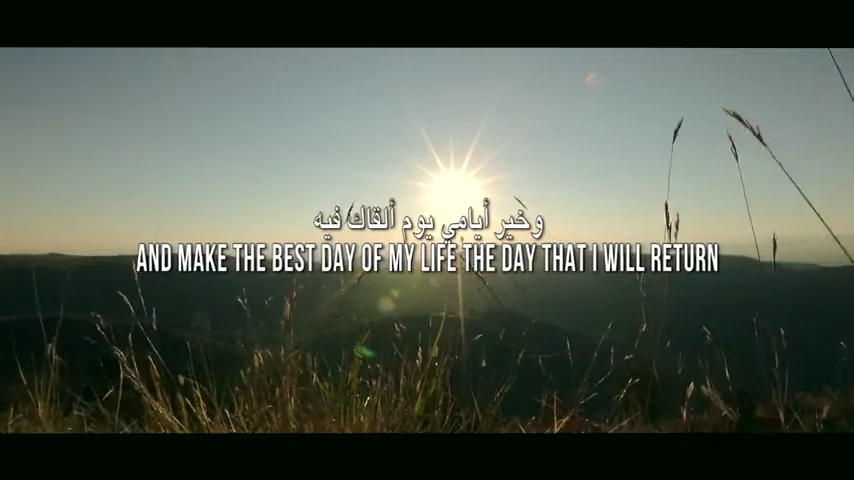 وخير أيامي يوم ألقاك فيه
AND MAKE THE BEST DAY OF MY LIFE THE DAY THAT I WILL RETURN